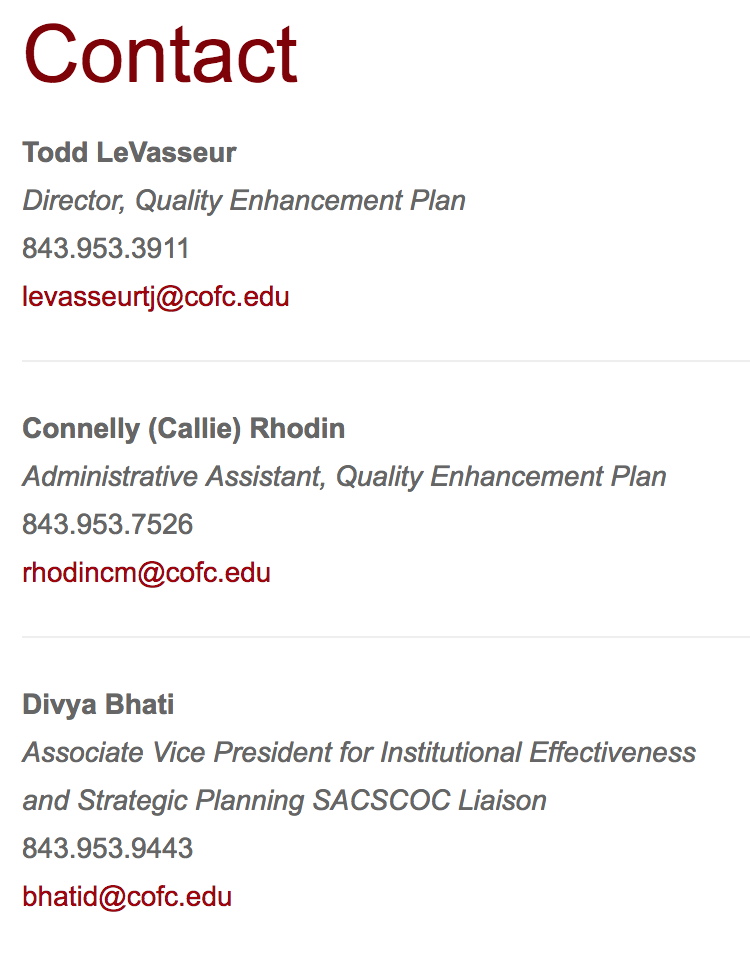 Contact
Todd LeVasseur
Director, Quality Enhancement Plan
843.953.3911
levasseurtj@cofc.edu
Connelly (Callie) Rhodin
Administrative Assistant, Quality Enhancement Plan
843.953.7526
rhodincm@cofc.edu
Divya Bhati
Associate Vice President for Institutional Effectiveness
and Strategic Planning SACSCOC Liaison
843.953.9443
bhatid@cofc.edu